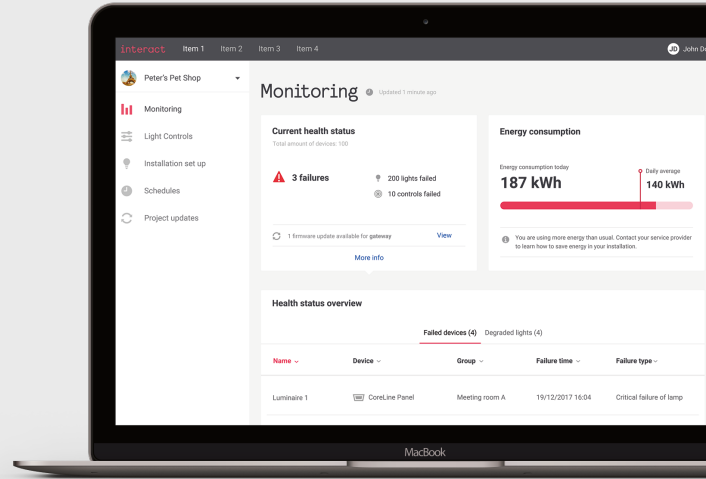 interact Item 1 Item 2 Item 3 Item 4 JD John
Peter's Pet Shop
Monitoring
Light Controls
Installation set up
Schedules
Project updates
Monitoring Updated 1 minute ago
Current health status
Total amount of devices: 100
3 failures
200 lights failed
10 controls failed
1 firmware update available for gateway View
More info
Energy consumption
Energy consumption today
187 kWh
Daily average
140 kWh
You are using more energy than usual. Contact your service provider
to learn how to save energy in your installation.
Health status overview
Failed devices (4) Degraded lights (4)
Name Device Group Failure time Failure type
Luminaire 1 CoreLine Panel Meeting room A 19/12/2017 16:04 Critical failure of lamp
MacBook